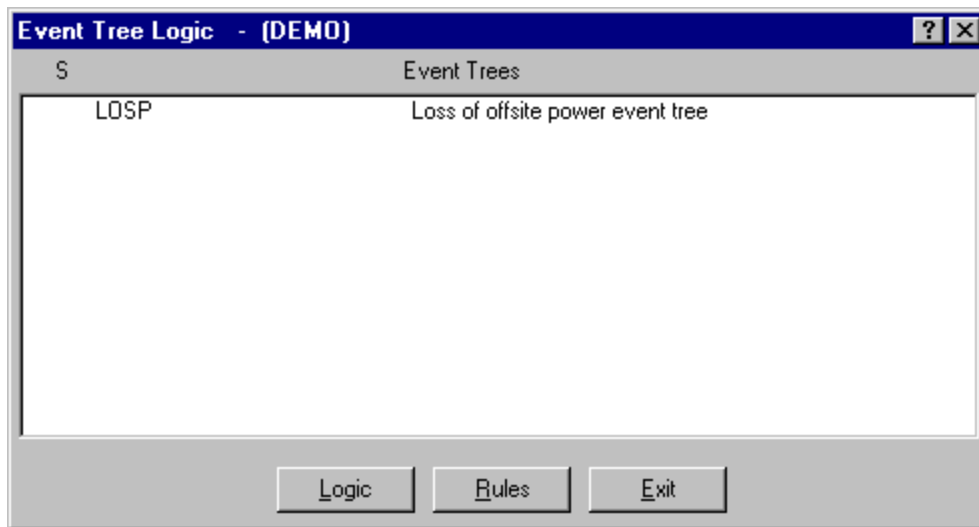 Event Tree Logic - (DEMO) ? X
S Event Trees
LOSP Loss of offsite power event tree
Logic Rules Exit